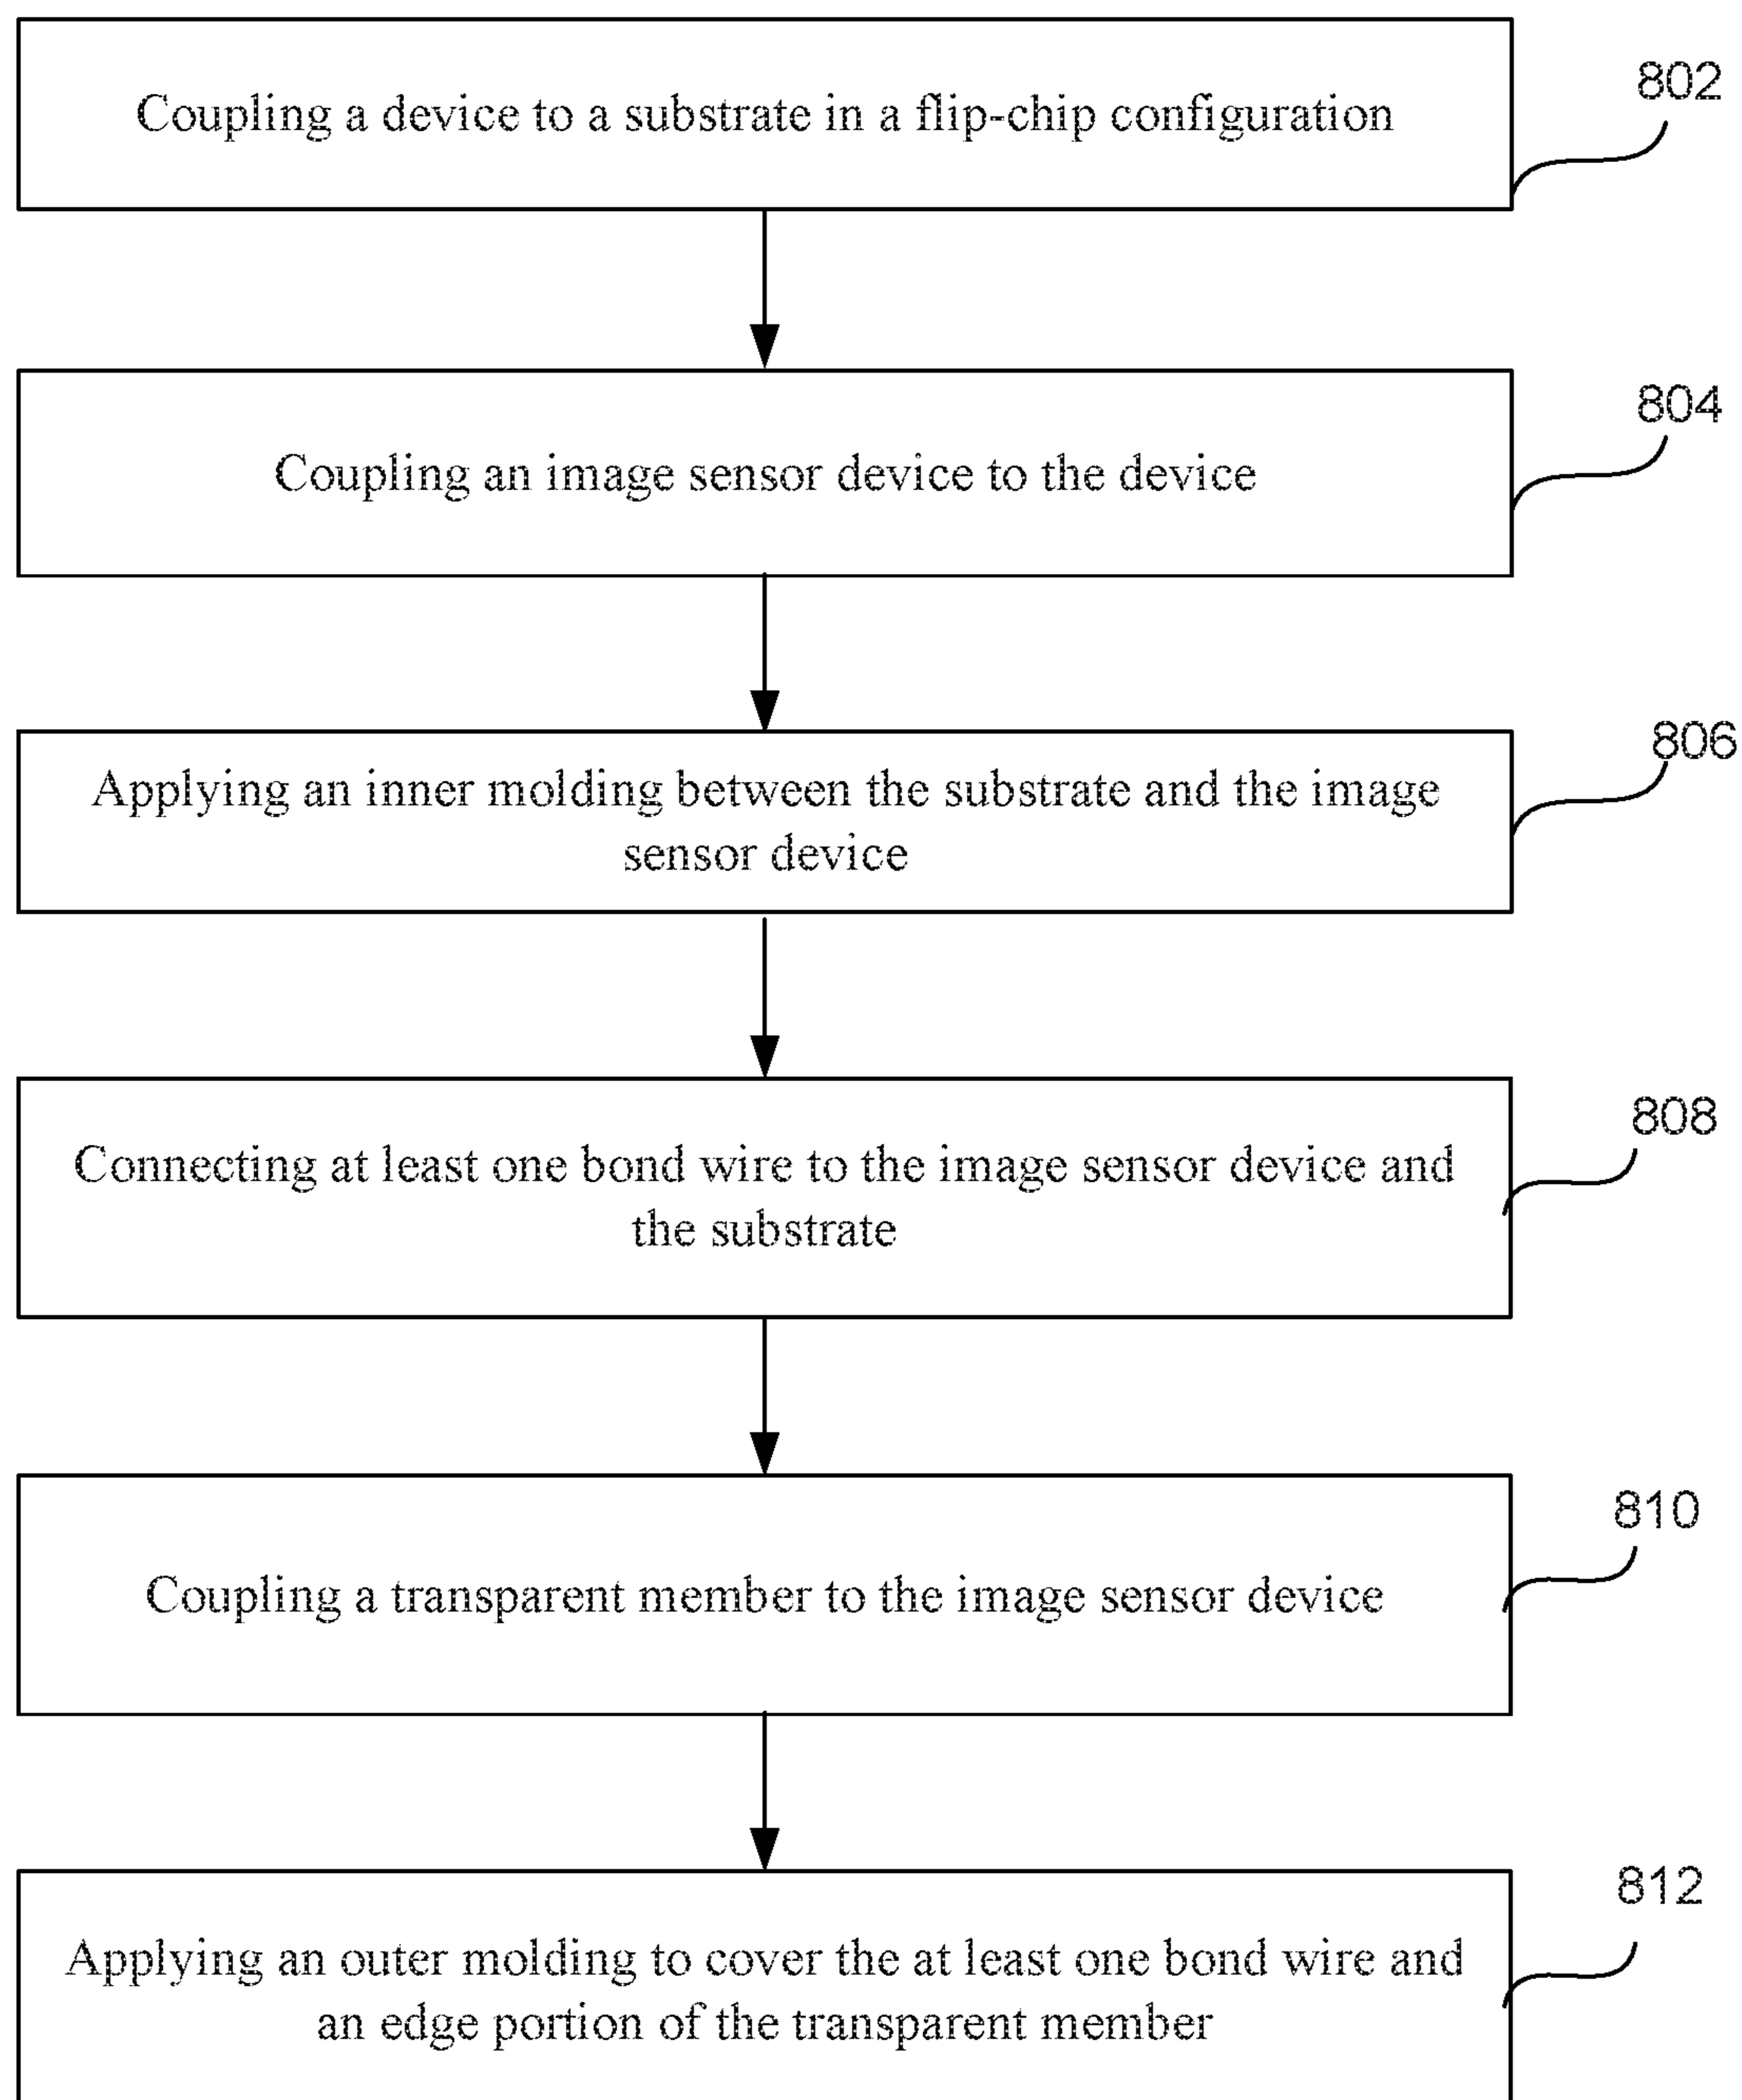 Coupling a device to a substrate in a flip-chip configuration
802
Coupling an image sensor device to the device
804
Applying an inner molding between the substrate and the image
sensor device
806
Connecting at least one bond wire to the image sensor device and
the substrate
808
Coupling a transparent member to the image sensor device
810
Applying an outer molding to cover the at least one bond wire and
an edge portion of the transparent member
812